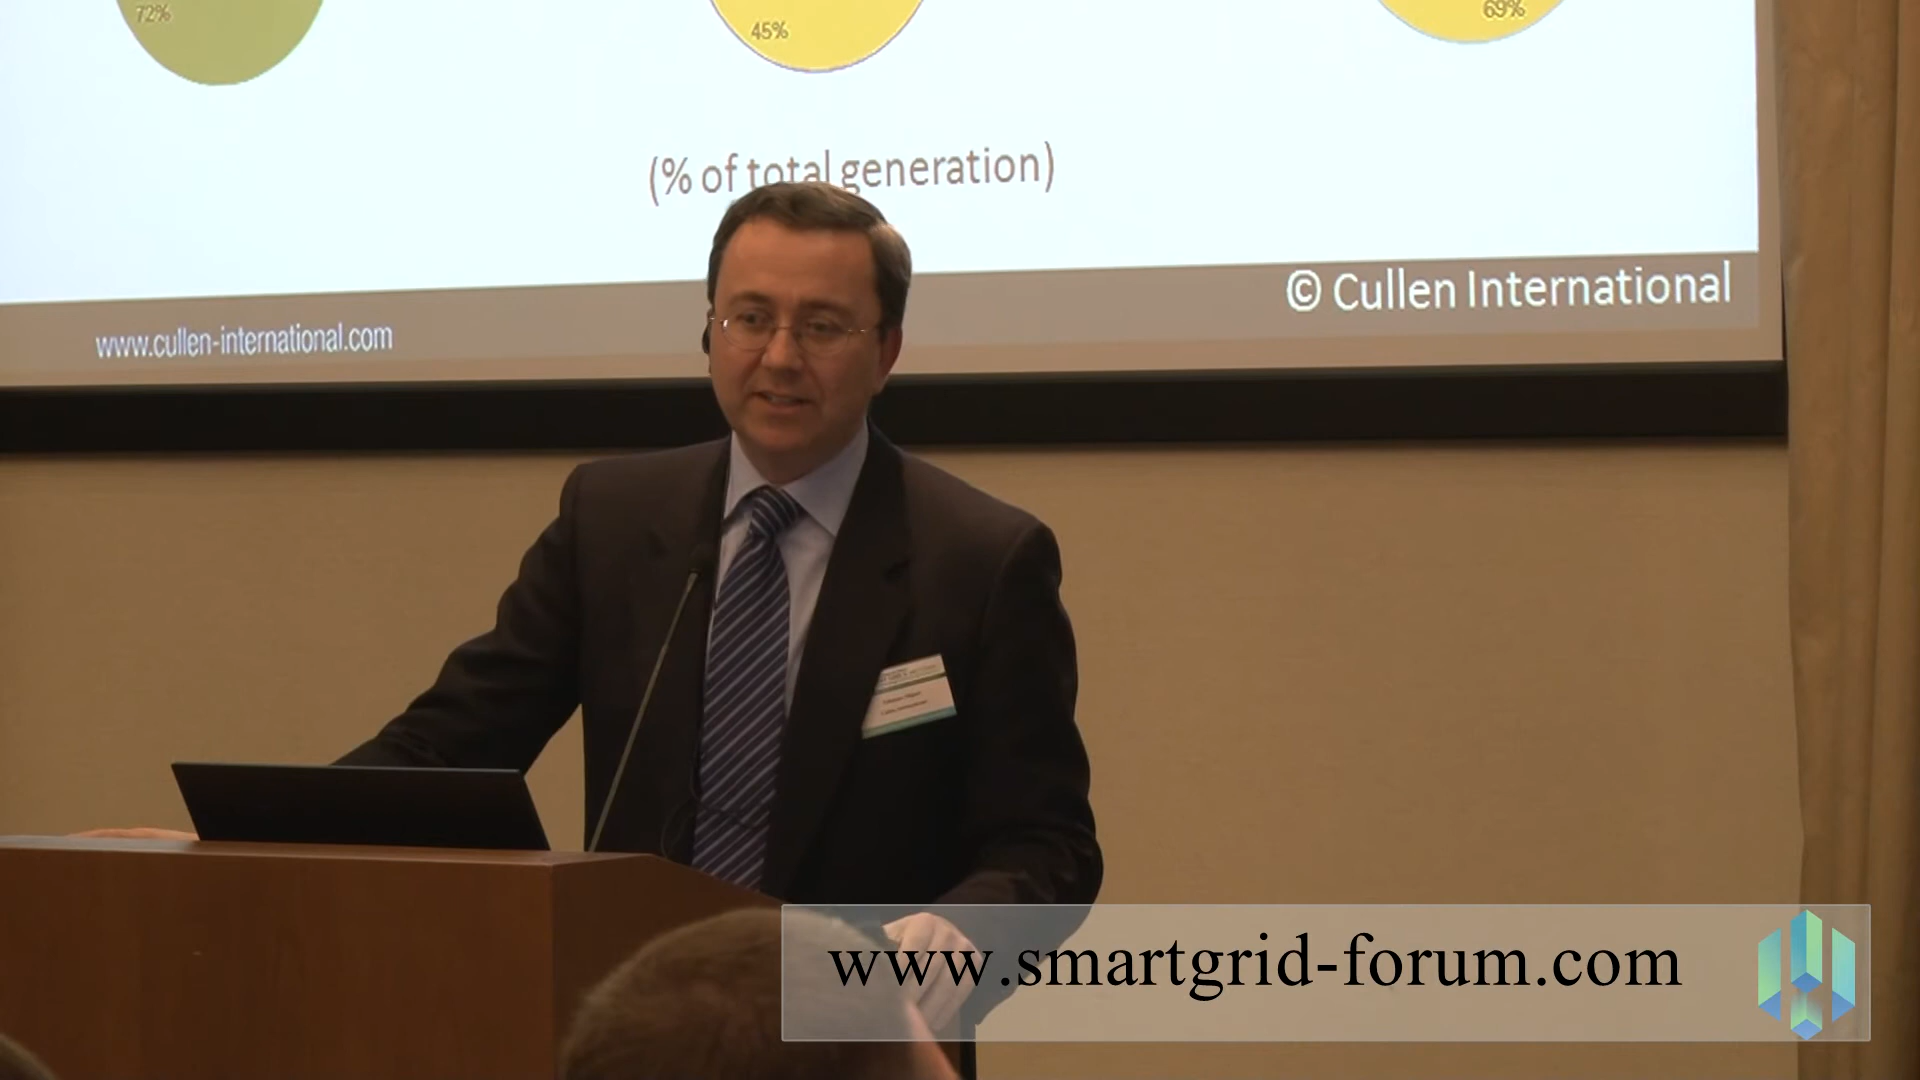 72%
45%
69%
(% of total generation)
© Cullen International
www.cullen-international.com
www.smartgrid-forum.com